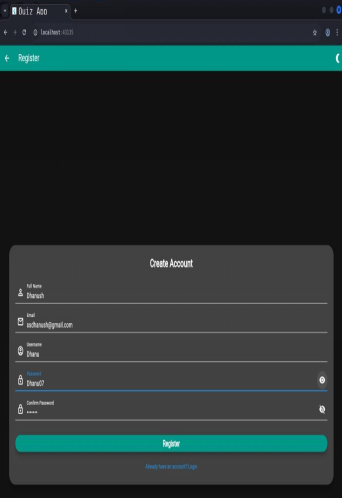 Quiz App
localhost:43035
Register
Create Account
Full Name
Dhanush
Email
sudhanush@gmail.com
Username
Dhanu
Password
Dhanu07
Confirm Password
••••••
Register
Already have an account? Login